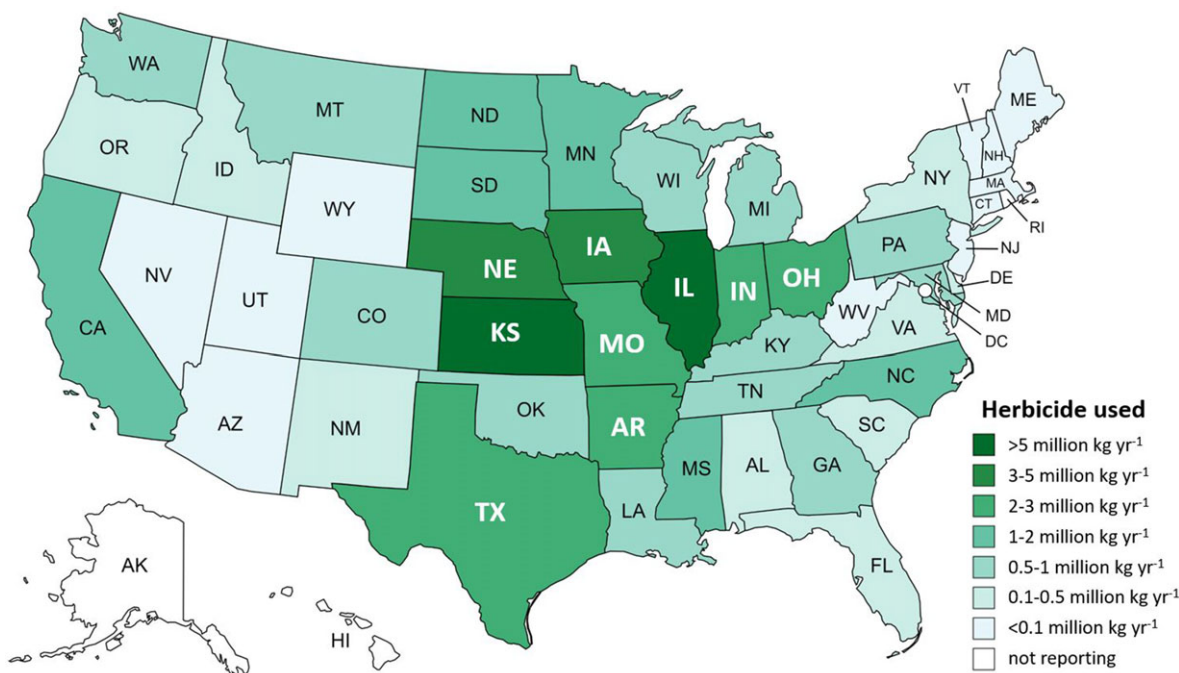 WA
MT
ND
MN
VT
ME
OR
ID
SD
WI
MI
NY
NH
MA
CT
RI
WY
NE
IA
PA
NJ
NV
UT
CO
IL
IN
OH
DE
MD
DC
CA
KS
MO
KY
WV
VA
AZ
NM
OK
AR
TN
NC
SC
TX
LA
MS
AL
GA
FL
AK
HI
Herbicide used
>5 million kg yr⁻¹
3-5 million kg yr⁻¹
2-3 million kg yr⁻¹
1-2 million kg yr⁻¹
0.5-1 million kg yr⁻¹
0.1-0.5 million kg yr⁻¹
<0.1 million kg yr⁻¹
not reporting